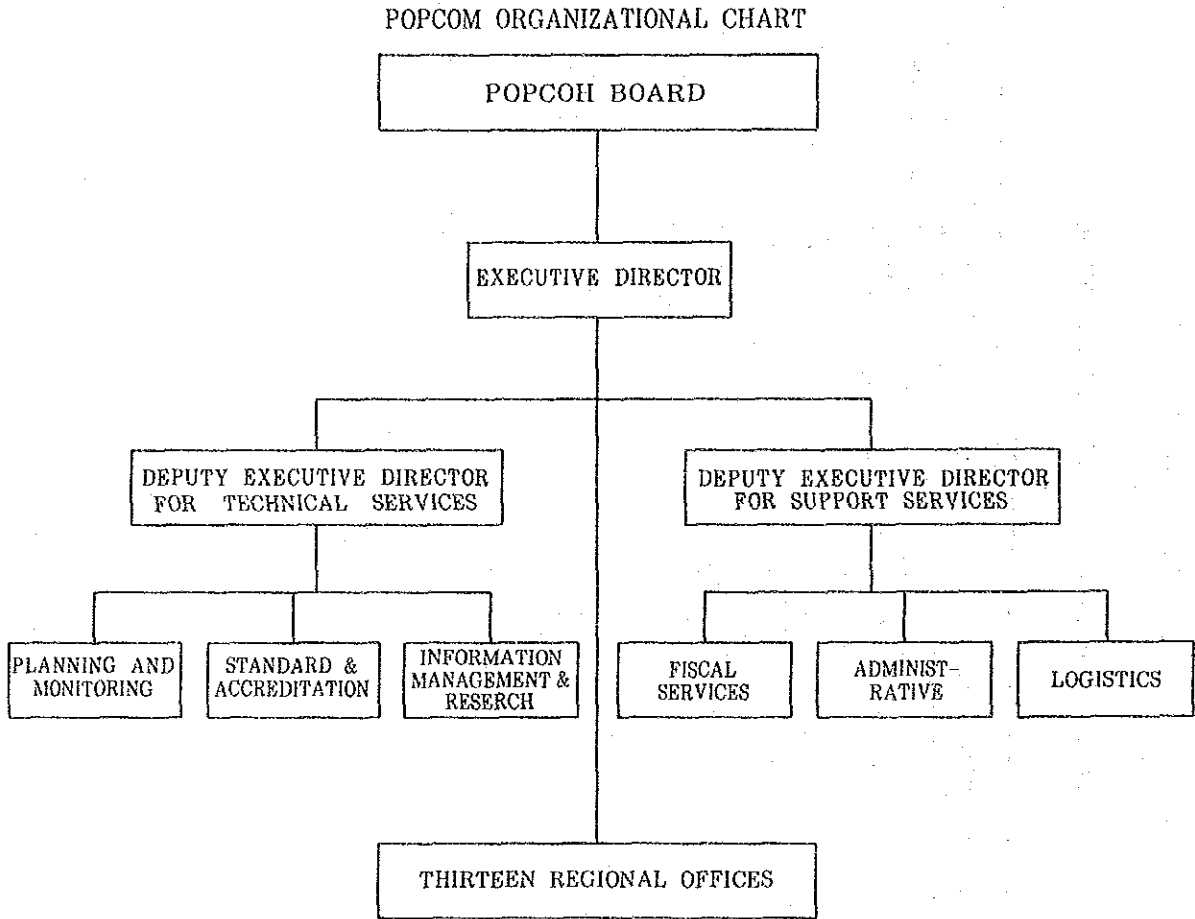 POPCOM ORGANIZATIONAL CHART
POPCOH BOARD
EXECUTIVE DIRECTOR
DEPUTY EXECUTIVE DIRECTOR
FOR TECHNICAL SERVICES
DEPUTY EXECUTIVE DIRECTOR
FOR SUPPORT SERVICES
PLANNING AND
MONITORING
STANDARD &
ACCREDITATION
INFORMATION
MANAGEMENT &
RESERCH
FISCAL
SERVICES
ADMINIST-
RATIVE
LOGISTICS
THIRTEEN REGIONAL OFFICES